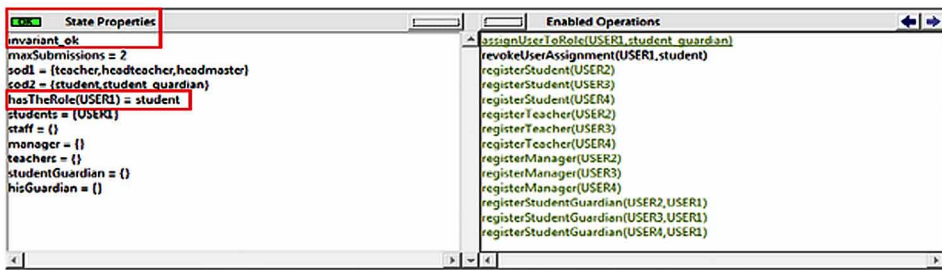 OK State Properties
invariant_ok
maxSubmissions = 2
sod1 = {teacher,headteacher,headmaster}
sod2 = {student,student_guardian}
hasTheRole(USER1) = student
students = {USER1}
staff = {}
manager = {}
teachers = {}
studentGuardian = {}
hisGuardian = {}
Enabled Operations
assignUserToRole(USER1,student_guardian)
revokeUserAssignment(USER1,student)
registerStudent(USER2)
registerStudent(USER3)
registerStudent(USER4)
registerTeacher(USER2)
registerTeacher(USER3)
registerTeacher(USER4)
registerManager(USER2)
registerManager(USER3)
registerManager(USER4)
registerStudentGuardian(USER2,USER1)
registerStudentGuardian(USER3,USER1)
registerStudentGuardian(USER4,USER1)